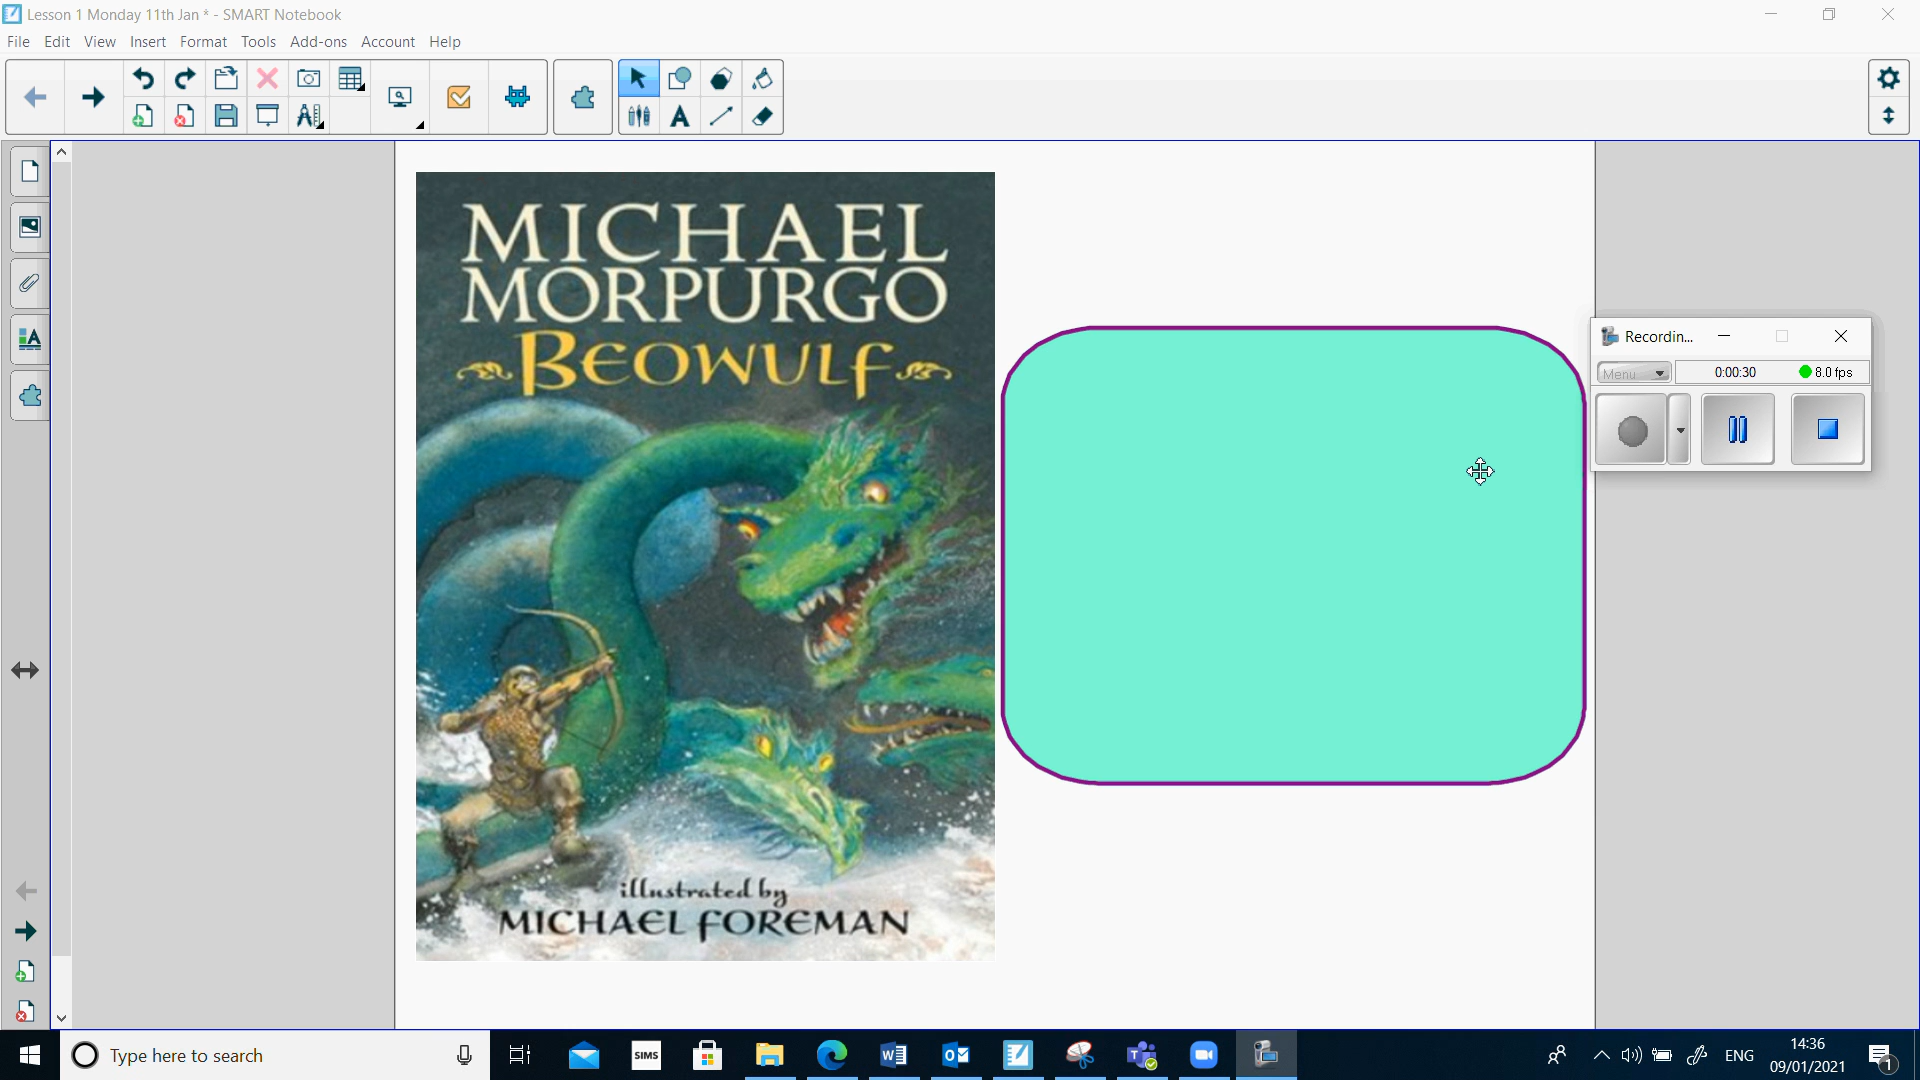 Lesson 1 Monday 11th Jan * - SMART Notebook
File Edit View Insert Format Tools Add-ons Account Help
MICHAEL
MORPURGO
BEOWULF
illustrated by
MICHAEL FOREMAN
Recordin...
Menu 0:00:30 8.0 fps
Type here to search
SIMS
ENG
14:36
09/01/2021
1